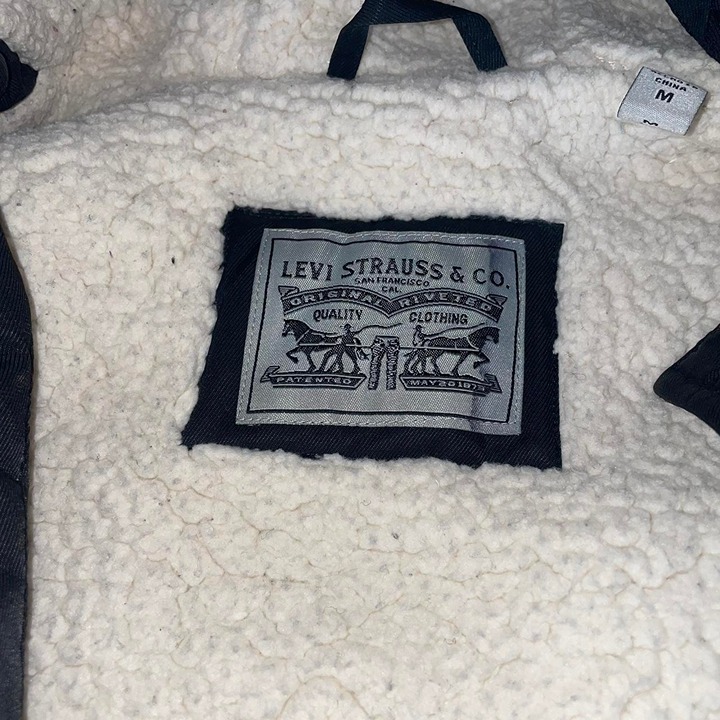 CHINA
M
LEVI STRAUSS & CO.
SAN FRANCISCO
CAL.
ORIGINAL RIVETED
QUALITY CLOTHING
PATENTED MAY 20 1873